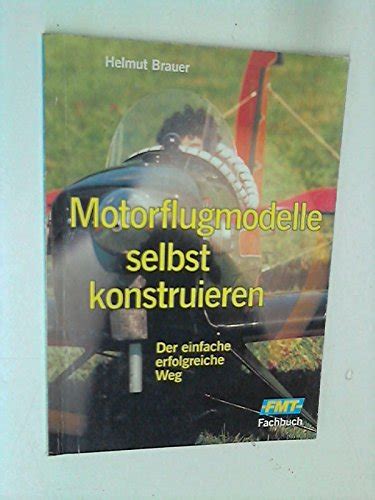 Helmut Brauer
Motorflugmodelle
selbst
konstruieren
Der einfache
erfolgreiche
Weg
FMT
Fachbuch